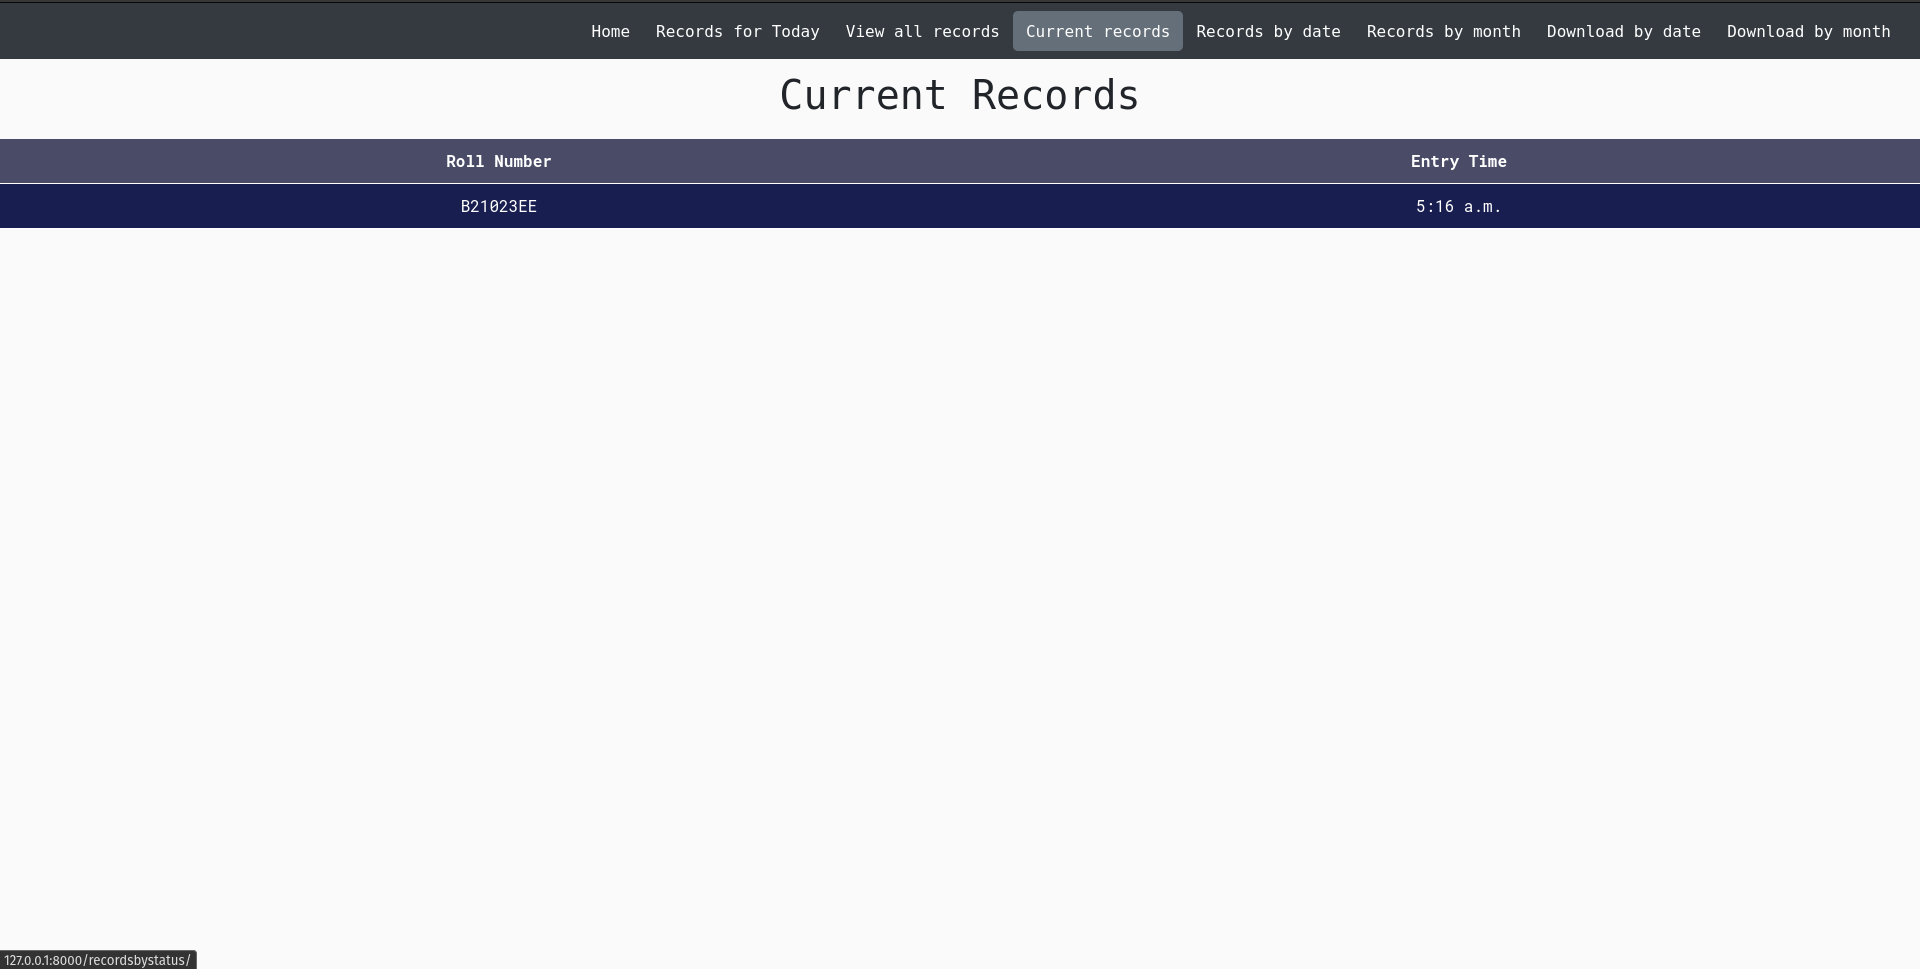 Home Records for Today View all records Current records Records by date Records by month Download by date Download by month
Current Records
Roll Number Entry Time
B21023EE 5:16 a.m.
127.0.0.1:8000/recordsbystatus/